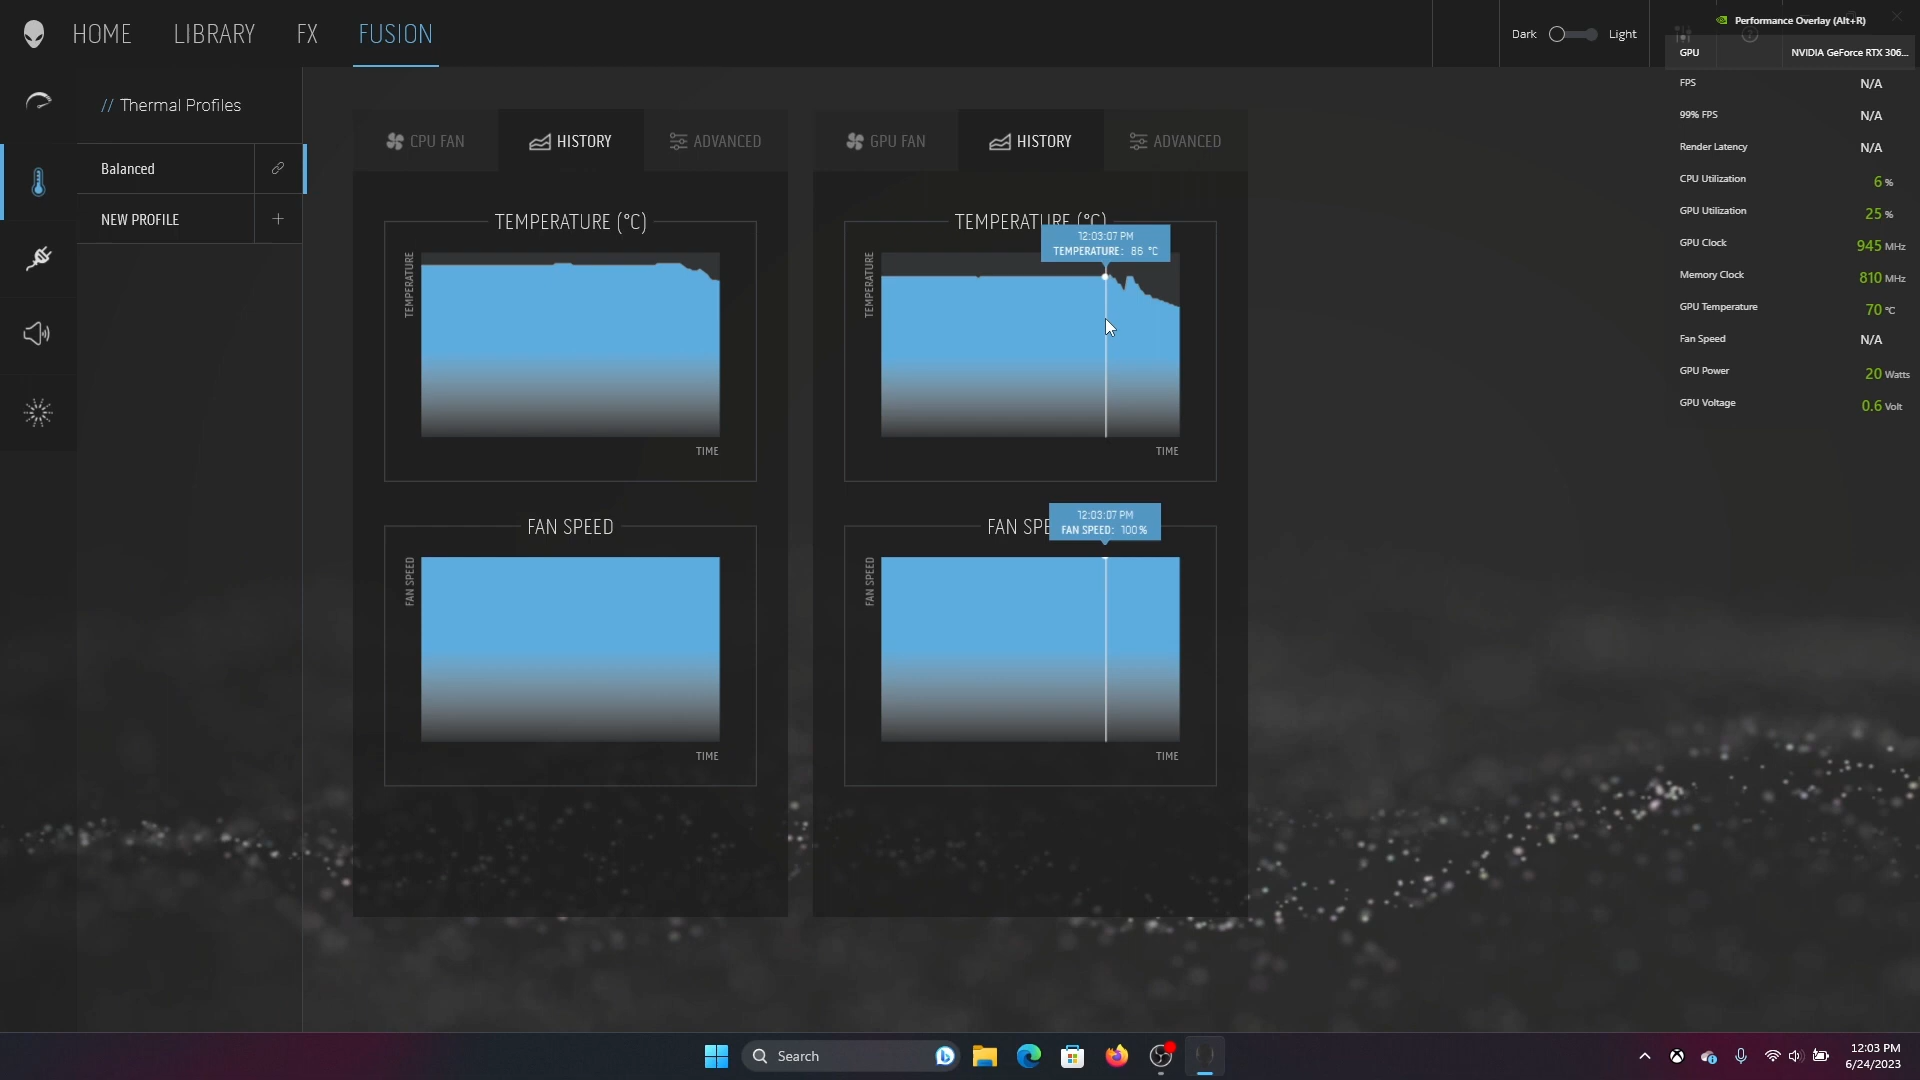 HOME
LIBRARY
FX
FUSION
Dark
Light
Performance Overlay (Alt+R)
GPU
NVIDIA GeForce RTX 306...
FPS
N/A
99% FPS
N/A
Render Latency
N/A
CPU Utilization
6 %
GPU Utilization
25 %
GPU Clock
945 MHz
Memory Clock
810 MHz
GPU Temperature
70 °C
Fan Speed
N/A
GPU Power
20 Watts
GPU Voltage
0.6 Volt
// Thermal Profiles
Balanced
NEW PROFILE
+
CPU FAN
HISTORY
ADVANCED
TEMPERATURE (°C)
TEMPERATURE
TIME
FAN SPEED
FAN SPEED
TIME
GPU FAN
HISTORY
ADVANCED
TEMPERATURE (°C)
12:03:07 PM
TEMPERATURE: 86 °C
TEMPERATURE
TIME
FAN SPE
12:03:07 PM
FAN SPEED: 100%
FAN SPEED
TIME
Search
12:03 PM
6/24/2023